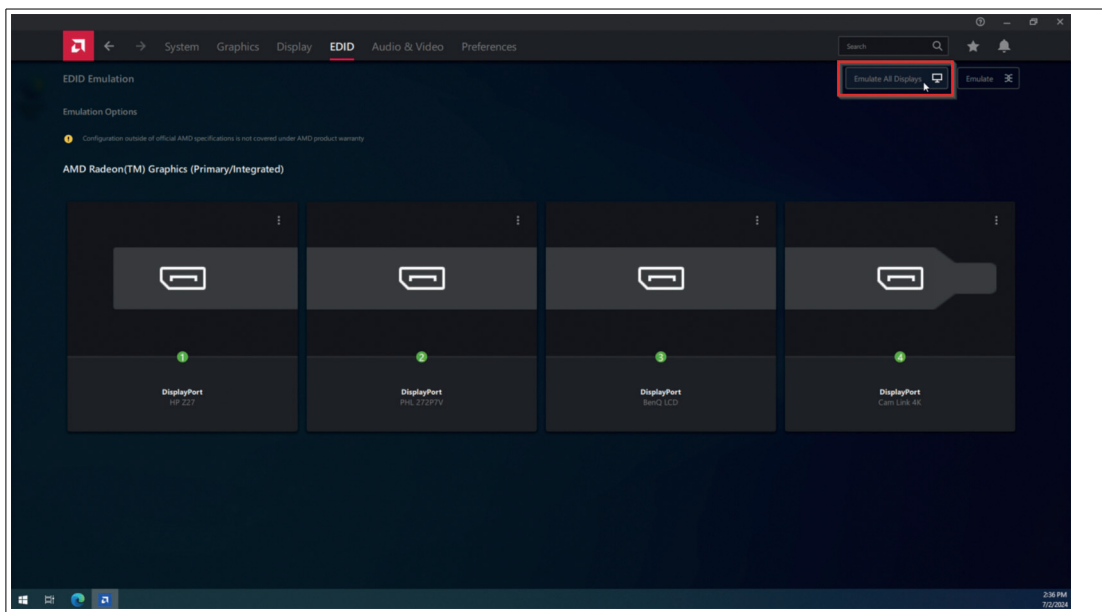 System Graphics Display EDID Audio & Video Preferences Search
EDID Emulation Emulate All Displays Emulate
Emulation Options
Configuration outside of official AMD specifications is not covered under AMD product warranty
AMD Radeon(TM) Graphics (Primary/Integrated)
1 2 3 4
DisplayPort DisplayPort DisplayPort DisplayPort
HP Z27 PHL 272P7V BenQ LCD Cam Link 4K
2:36 PM
7/2/2024